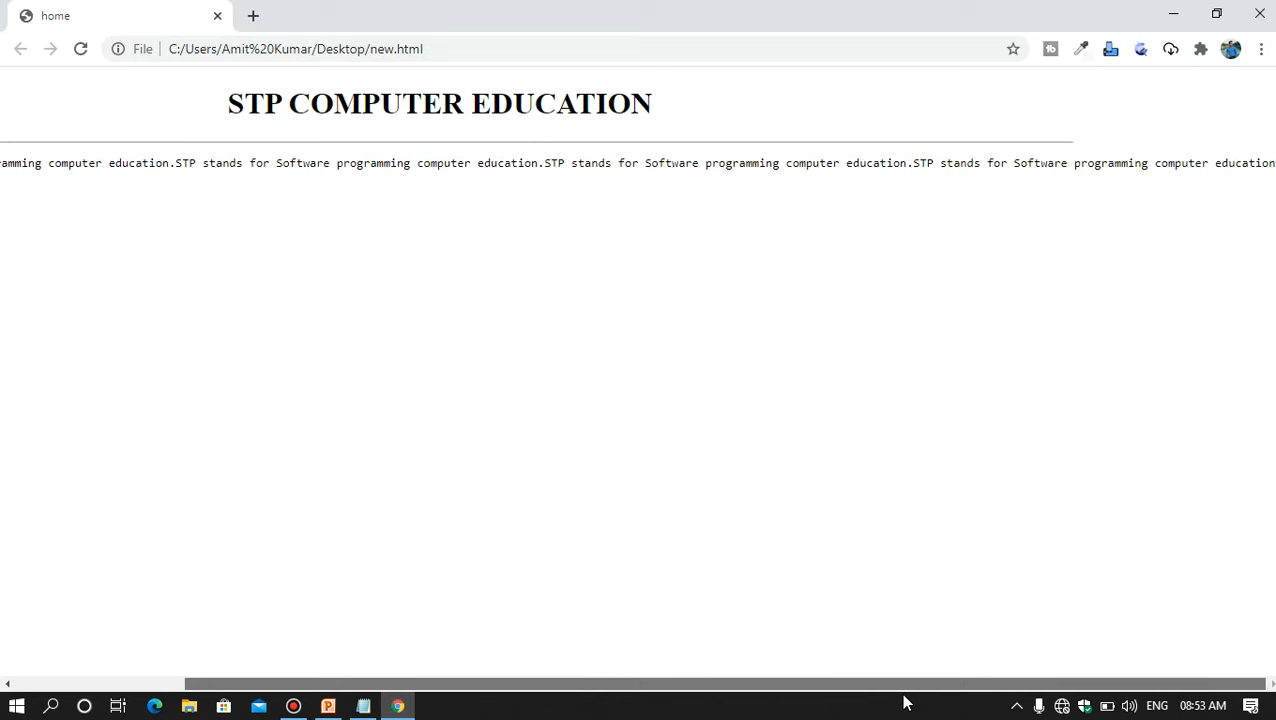 home
File
C:/Users/Amit%20Kumar/Desktop/new.html
STP COMPUTER EDUCATION
computer education.STP stands for Software programming computer education.STP stands for Software programming computer education.STP stands for Software programming computer education
ENG
08:53 AM